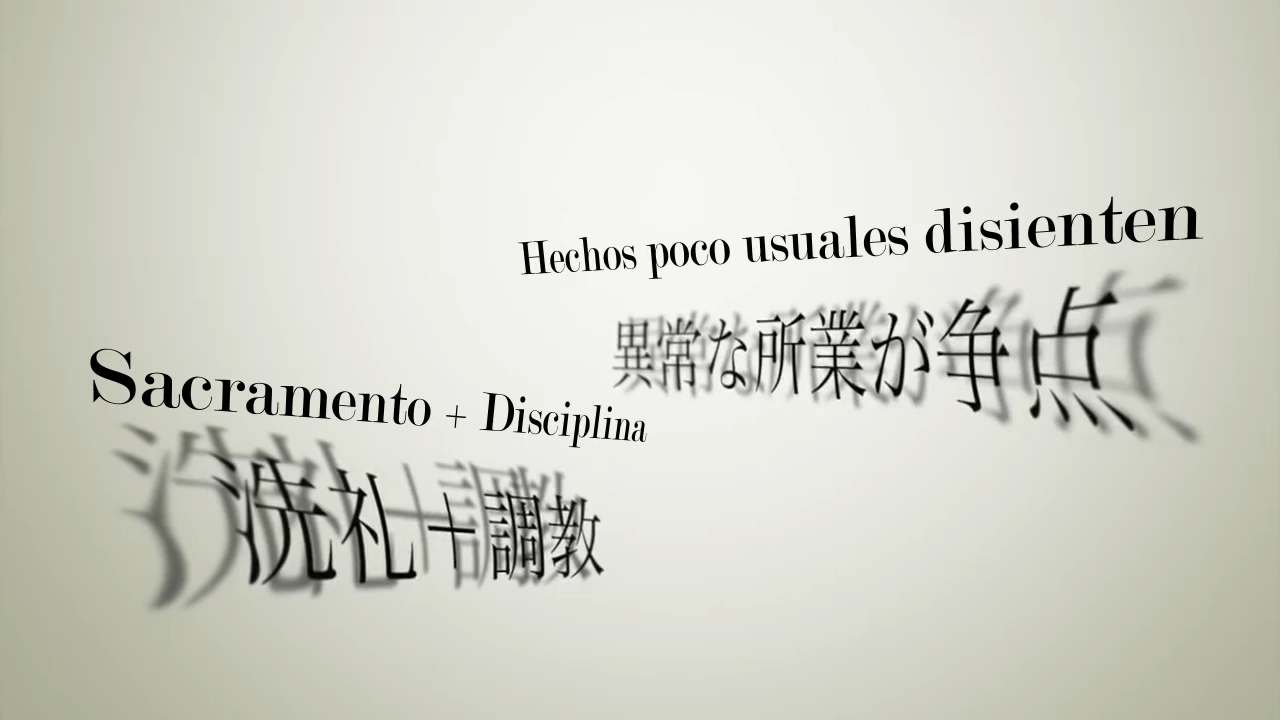 Hechos poco usuales disienten
異常な所業が争点
Sacramento + Disciplina
洗礼＋調教